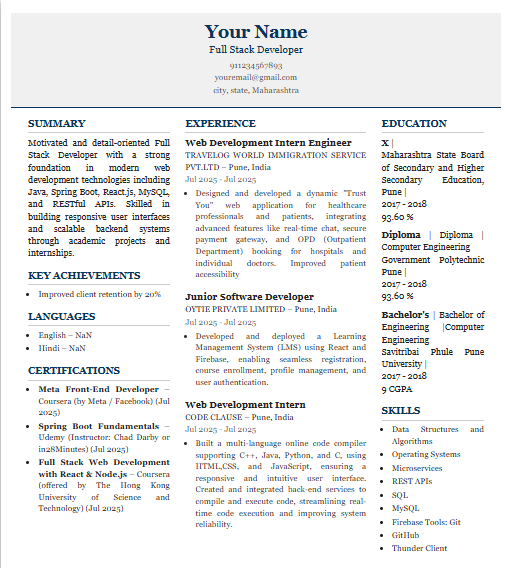 Your Name
Full Stack Developer
911234567893
youremail@gmail.com
city, state, Maharashtra
SUMMARY
Motivated and detail-oriented Full
Stack Developer with a strong
foundation in modern web
development technologies including
Java, Spring Boot, React.js, MySQL,
and RESTful APIs. Skilled in
building responsive user interfaces
and scalable backend systems
through academic projects and
internships.
KEY ACHIEVEMENTS
• Improved client retention by 20%
LANGUAGES
• English – NaN
• Hindi – NaN
CERTIFICATIONS
• Meta Front-End Developer –
Coursera (by Meta / Facebook) (Jul
2025)
• Spring Boot Fundamentals –
Udemy (Instructor: Chad Darby or
in28Minutes) (Jul 2025)
• Full Stack Web Development
with React & Node.js – Coursera
(offered by The Hong Kong
University of Science and
Technology) (Jul 2025)
EXPERIENCE
Web Development Intern Engineer
TRAVELOG WORLD IMMIGRATION SERVICE
PVT.LTD – Pune, India
Jul 2025 - Jul 2025
• Designed and developed a dynamic "Trust
You" web application for healthcare
professionals and patients, integrating
advanced features like real-time chat, secure
payment gateway, and OPD (Outpatient
Department) booking for hospitals and
individual doctors. Improved patient
accessibility
Junior Software Developer
OYTIE PRIVATE LIMITED – Pune, India
Jul 2025 - Jul 2025
• Developed and deployed a Learning
Management System (LMS) using React and
Firebase, enabling seamless registration,
course enrollment, profile management, and
user authentication.
Web Development Intern
CODE CLAUSE – Pune, India
Jul 2025 - Jul 2025
• Built a multi-language online code compiler
supporting C++, Java, Python, and C, using
HTML,CSS, and JavaScript, ensuring a
responsive and intuitive user interface.
Created and integrated back-end services to
compile and execute code, streamlining real-
time code execution and improving system
reliability.
EDUCATION
X |
Maharashtra State Board
of Secondary and Higher
Secondary Education,
Pune |
2017 - 2018
93.60 %
Diploma | Diploma |
Computer Engineering
Government Polytechnic
Pune |
2017 - 2018
93.60 %
Bachelor's | Bachelor of
Engineering |Computer
Engineering
Savitribai Phule Pune
University |
2017 - 2018
9 CGPA
SKILLS
• Data Structures and
Algorithms
• Operating Systems
• Microservices
• REST APIs
• SQL
• MySQL
• Firebase Tools: Git
• GitHub
• Thunder Client